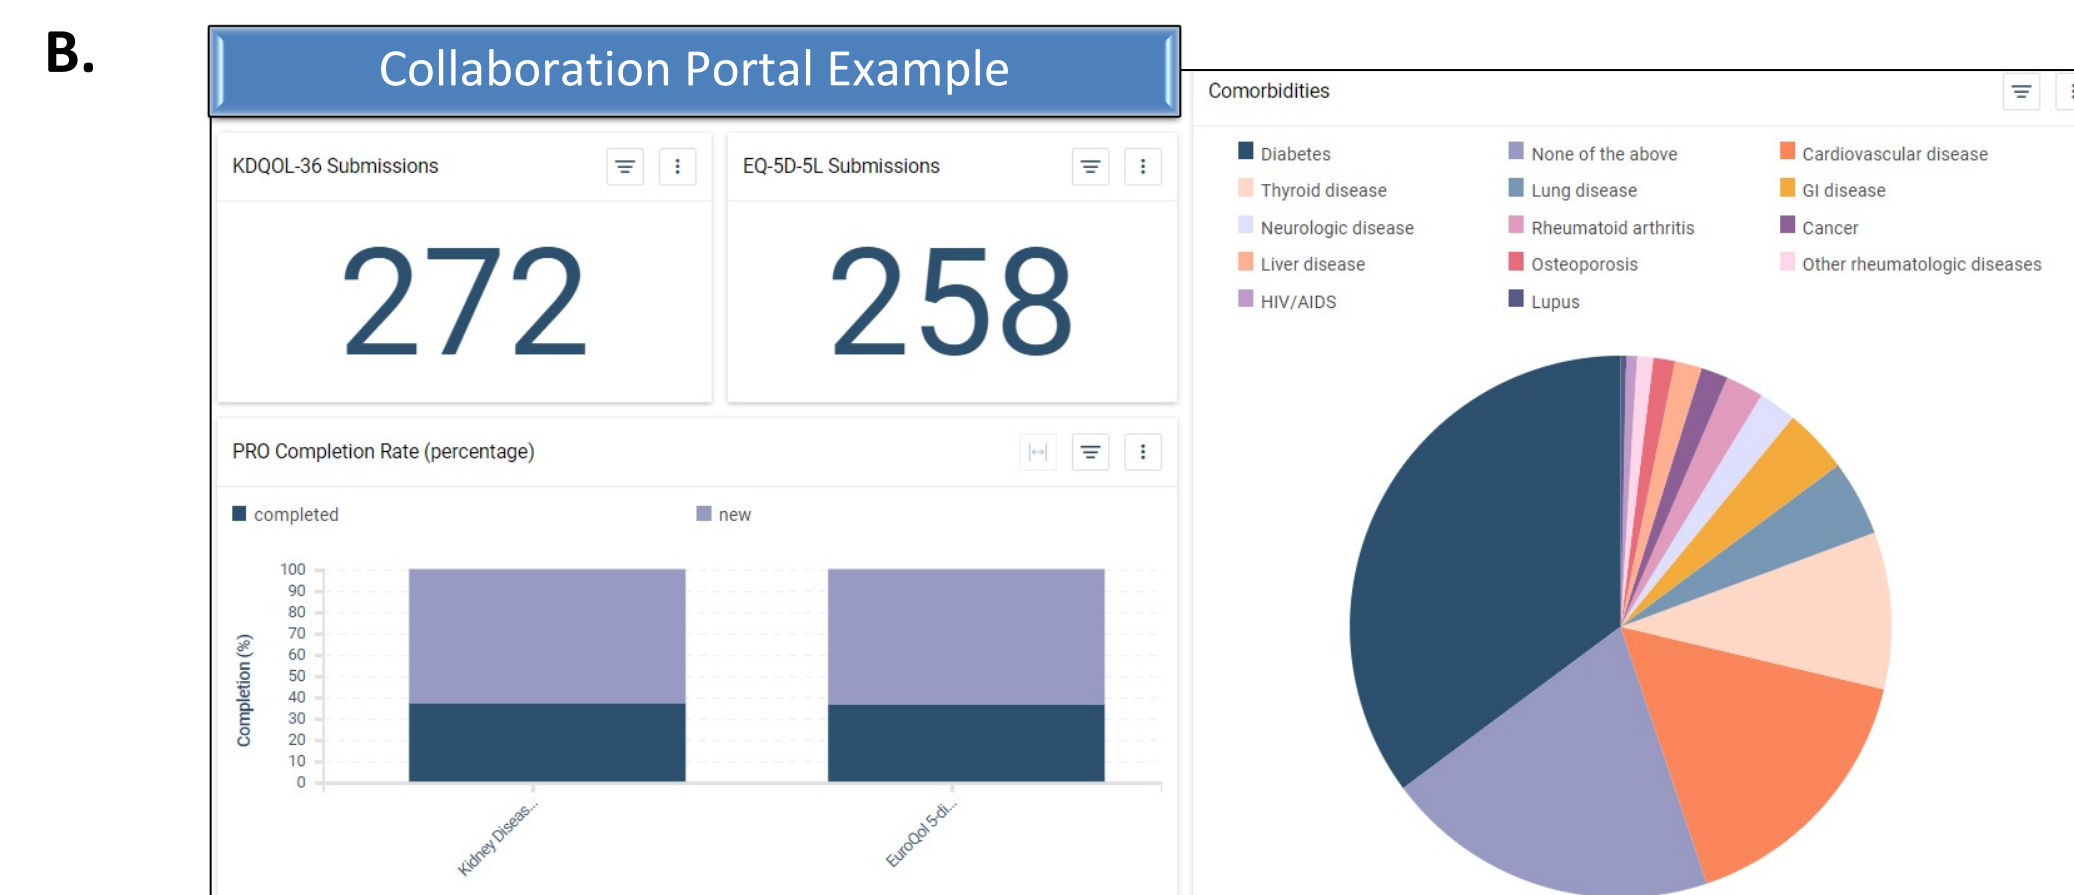 B.
Collaboration Portal Example
KDQOL-36 Submissions
272
EQ-5D-5L Submissions
258
PRO Completion Rate (percentage)
completed
new
Completion (%)
100
90
80
70
60
50
40
30
20
10
0
Kidney Diseas...
EuroQol 5-di...
Comorbidities
Diabetes
None of the above
Cardiovascular disease
Thyroid disease
Lung disease
GI disease
Neurologic disease
Rheumatoid arthritis
Cancer
Liver disease
Osteoporosis
Other rheumatologic diseases
HIV/AIDS
Lupus